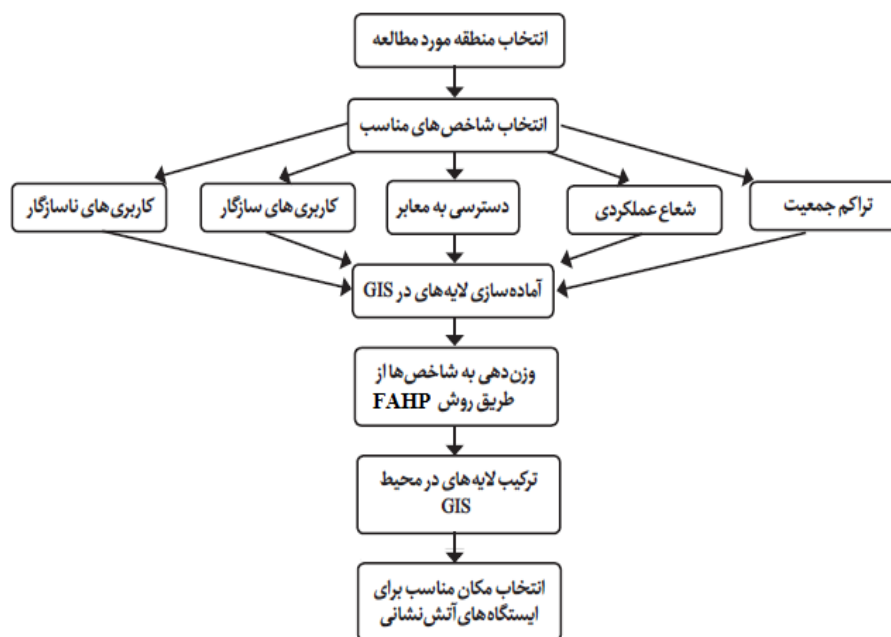 انتخاب منطقه مورد مطالعه
انتخاب شاخص‌های مناسب
تراکم جمعیت
شعاع عملکردی
دسترسی به معابر
کاربری‌های سازگار
کاربری‌های ناسازگار
آماده‌سازی لایه‌های در GIS
وزن‌دهی به شاخص‌ها از
طریق روش FAHP
ترکیب لایه‌های در محیط
GIS
انتخاب مکان مناسب برای
ایستگاه‌های آتش‌نشانی